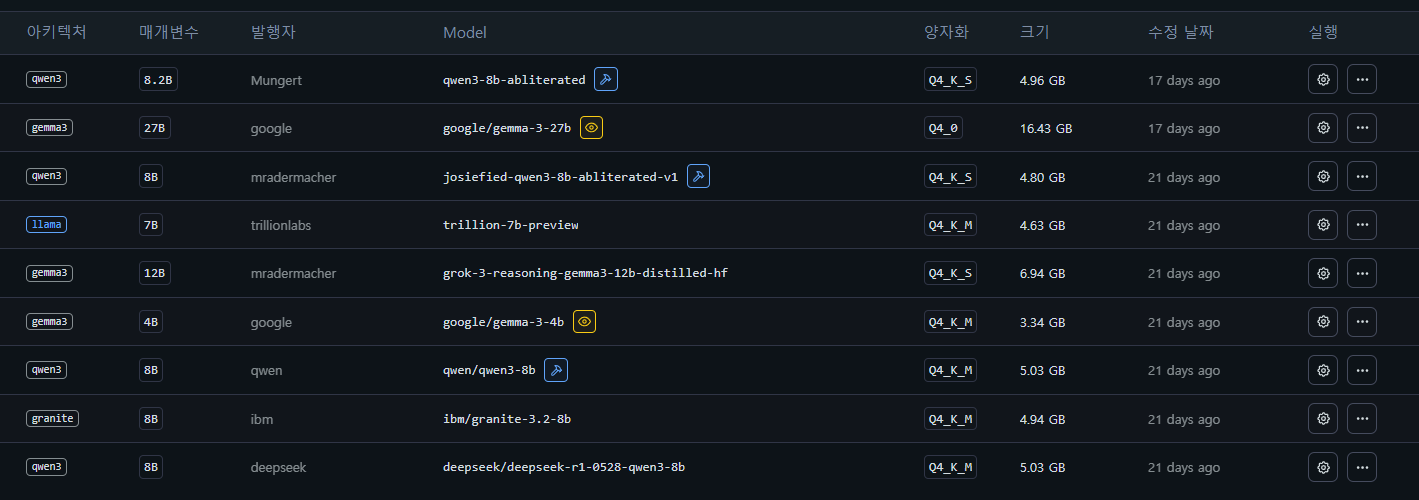 아키텍처 매개변수 발행자 Model 양자화 크기 수정 날짜 실행
qwen3 8.2B Mungert qwen3-8b-abliterated Q4_K_S 4.96 GB 17 days ago
gemma3 27B google google/gemma-3-27b Q4_0 16.43 GB 17 days ago
qwen3 8B mradermacher josiefied-qwen3-8b-abliterated-v1 Q4_K_S 4.80 GB 21 days ago
llama 7B trillionlabs trillion-7b-preview Q4_K_M 4.63 GB 21 days ago
gemma3 12B mradermacher grok-3-reasoning-gemma3-12b-distilled-hf Q4_K_S 6.94 GB 21 days ago
gemma3 4B google google/gemma-3-4b Q4_K_M 3.34 GB 21 days ago
qwen3 8B qwen qwen/qwen3-8b Q4_K_M 5.03 GB 21 days ago
granite 8B ibm ibm/granite-3.2-8b Q4_K_M 4.94 GB 21 days ago
qwen3 8B deepseek deepseek/deepseek-r1-0528-qwen3-8b Q4_K_M 5.03 GB 21 days ago